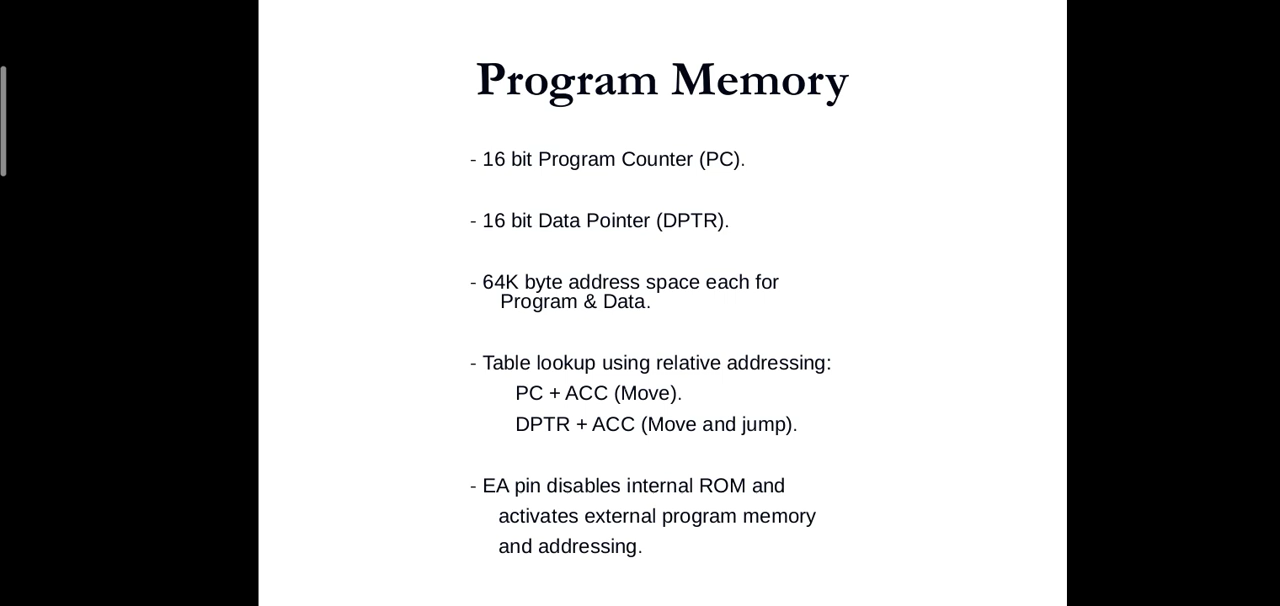 Program Memory
- 16 bit Program Counter (PC).
- 16 bit Data Pointer (DPTR).
- 64K byte address space each for
Program & Data.
- Table lookup using relative addressing:
PC + ACC (Move).
DPTR + ACC (Move and jump).
- EA pin disables internal ROM and
activates external program memory
and addressing.